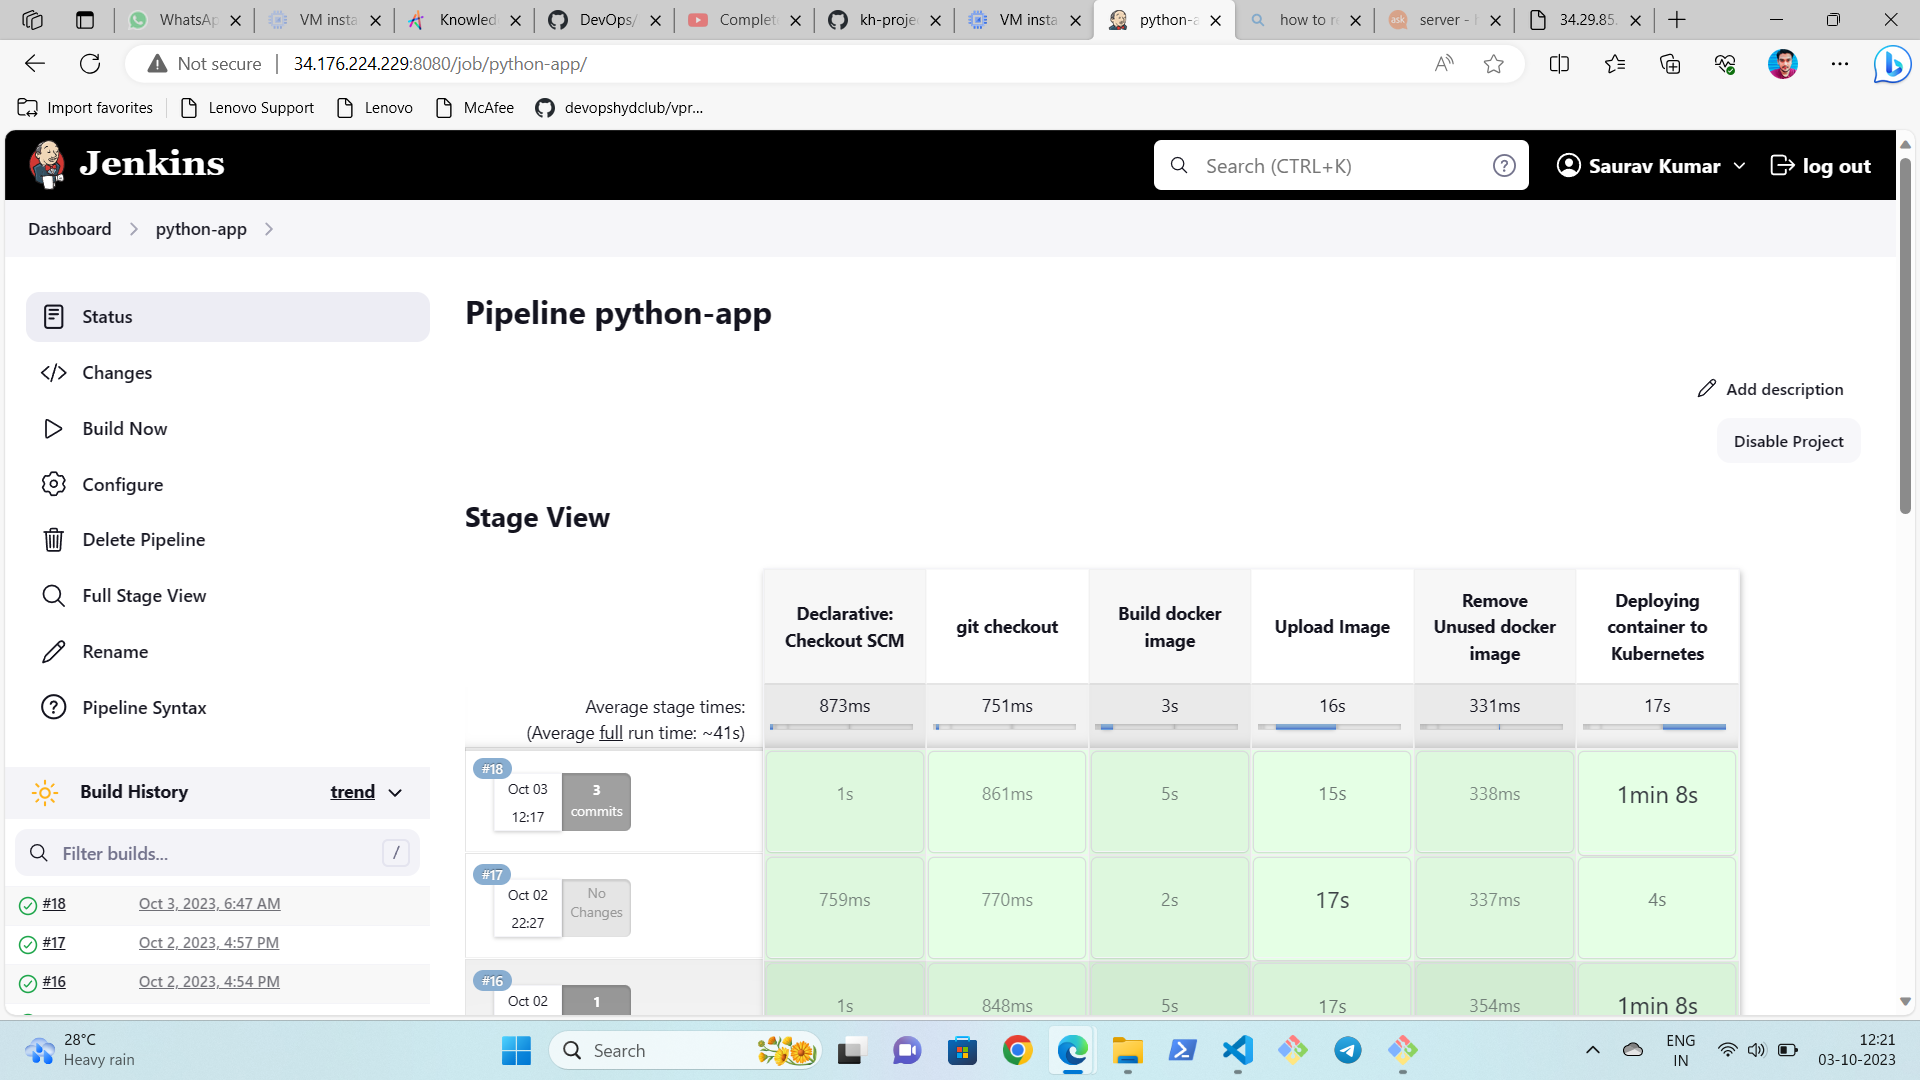 WhatsAp
VM insta
Knowled
DevOps/
Complet
kh-proje
VM insta
python-a
how to r
server -
34.29.85.
Not secure
34.176.224.229:8080/job/python-app/
Import favorites
Lenovo Support
Lenovo
McAfee
devopshydclub/vpr...
Jenkins
Search (CTRL+K)
Saurav Kumar
log out
Dashboard
python-app
Status
Changes
Build Now
Configure
Delete Pipeline
Full Stage View
Rename
Pipeline Syntax
Build History
trend
Filter builds...
/
#18 Oct 3, 2023, 6:47 AM
#17 Oct 2, 2023, 4:57 PM
#16 Oct 2, 2023, 4:54 PM
Pipeline python-app
Add description
Disable Project
Stage View
Declarative:
Checkout SCM
git checkout
Build docker
image
Upload Image
Remove
Unused docker
image
Deploying
container to
Kubernetes
Average stage times:
(Average full run time: ~41s)
873ms 751ms 3s 16s 331ms 17s
#18
Oct 03
12:17
3
commits
1s 861ms 5s 15s 338ms 1min 8s
#17
Oct 02
22:27
No
Changes
759ms 770ms 2s 17s 337ms 4s
#16
Oct 02
1
1s 848ms 5s 17s 354ms 1min 8s
28°C
Heavy rain
Search
ENG
IN
12:21
03-10-2023